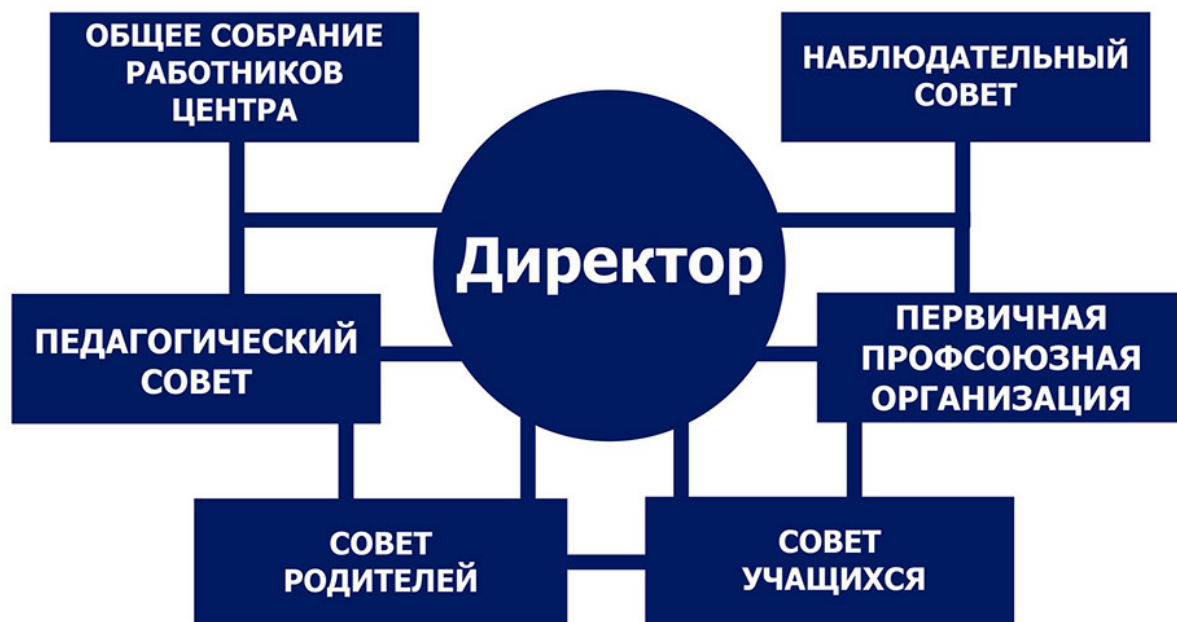 ОБЩЕЕ СОБРАНИЕ
РАБОТНИКОВ
ЦЕНТРА
НАБЛЮДАТЕЛЬНЫЙ
СОВЕТ
Директор
ПЕДАГОГИЧЕСКИЙ
СОВЕТ
ПЕРВИЧНАЯ
ПРОФСОЮЗНАЯ
ОРГАНИЗАЦИЯ
СОВЕТ
РОДИТЕЛЕЙ
СОВЕТ
УЧАЩИХСЯ